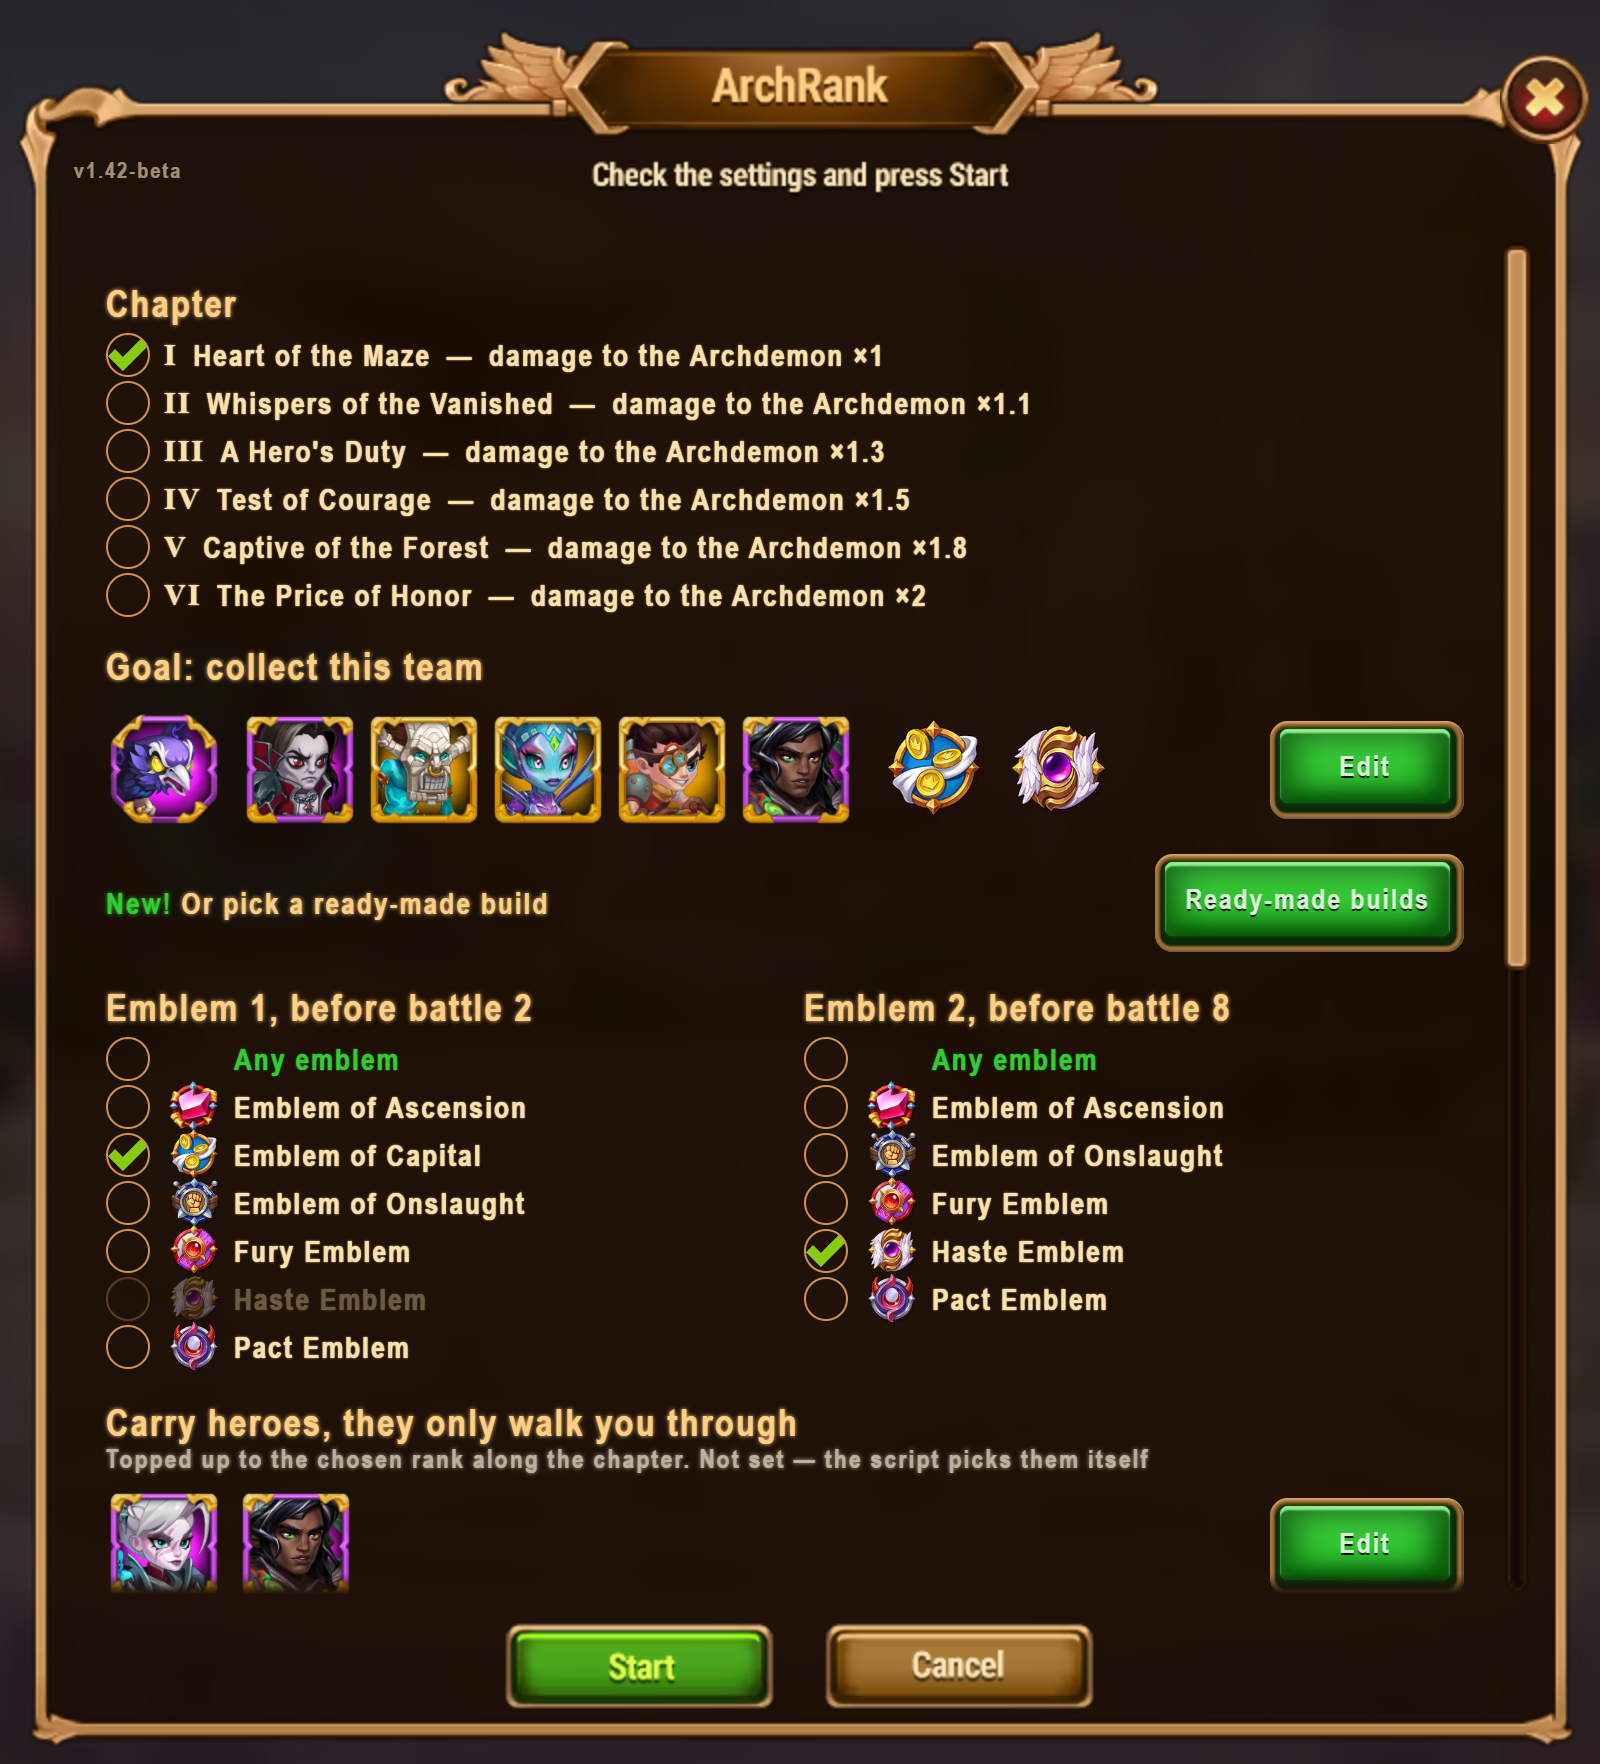 ArchRank
v1.42-beta
Check the settings and press Start
Chapter
I Heart of the Maze — damage to the Archdemon ×1
II Whispers of the Vanished — damage to the Archdemon ×1.1
III A Hero's Duty — damage to the Archdemon ×1.3
IV Test of Courage — damage to the Archdemon ×1.5
V Captive of the Forest — damage to the Archdemon ×1.8
VI The Price of Honor — damage to the Archdemon ×2
Goal: collect this team
Edit
New! Or pick a ready-made build
Ready-made builds
Emblem 1, before battle 2
Any emblem
Emblem of Ascension
Emblem of Capital
Emblem of Onslaught
Fury Emblem
Haste Emblem
Pact Emblem
Emblem 2, before battle 8
Any emblem
Emblem of Ascension
Emblem of Onslaught
Fury Emblem
Haste Emblem
Pact Emblem
Carry heroes, they only walk you through
Topped up to the chosen rank along the chapter. Not set — the script picks them itself
Edit
Start
Cancel